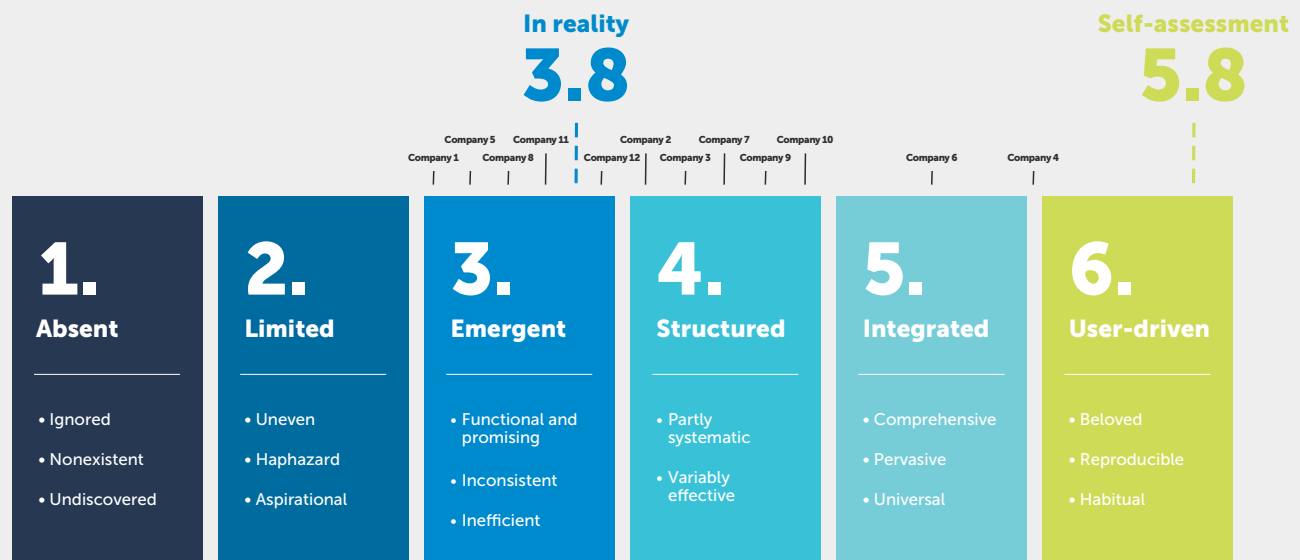 In reality
3.8
Self-assessment
5.8
Company 5
Company 11
Company 2
Company 7
Company 10
Company 1
Company 8
Company 12
Company 3
Company 9
Company 6
Company 4
1.
Absent
• Ignored
• Nonexistent
• Undiscovered
2.
Limited
• Uneven
• Haphazard
• Aspirational
3.
Emergent
• Functional and
promising
• Inconsistent
• Inefficient
4.
Structured
• Partly
systematic
• Variably
effective
5.
Integrated
• Comprehensive
• Pervasive
• Universal
6.
User-driven
• Beloved
• Reproducible
• Habitual